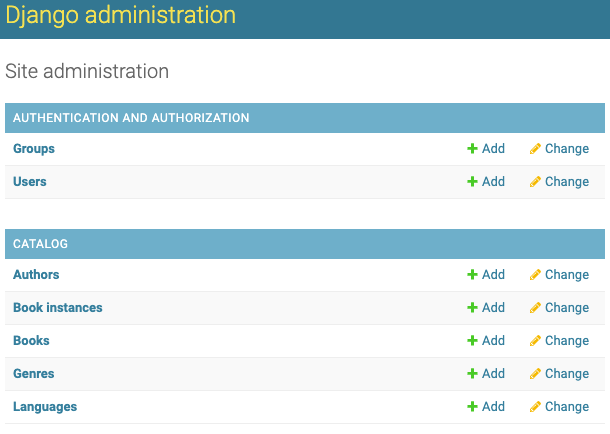 Django administration
Site administration
AUTHENTICATION AND AUTHORIZATION
Groups Add Change
Users Add Change
CATALOG
Authors Add Change
Book instances Add Change
Books Add Change
Genres Add Change
Languages Add Change